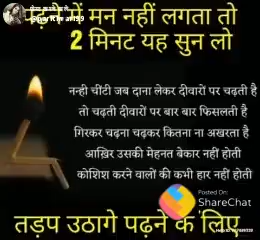 पढ़ने में मन नहीं लगता तो
2 मिनट यह सुन लो
नन्ही चींटी जब दाना लेकर दीवारों पर चढ़ती है
तो चढ़ती दीवारों पर बार बार फिसलती है
गिरकर चढ़ना चढ़कर कितना ना अखरता है
आख़िर उसकी मेहनत बेकार नहीं होती
कोशिश करने वालों की कभी हार नहीं होती
Posted On:
ShareChat
तड़प उठागे पढ़ने के लिए